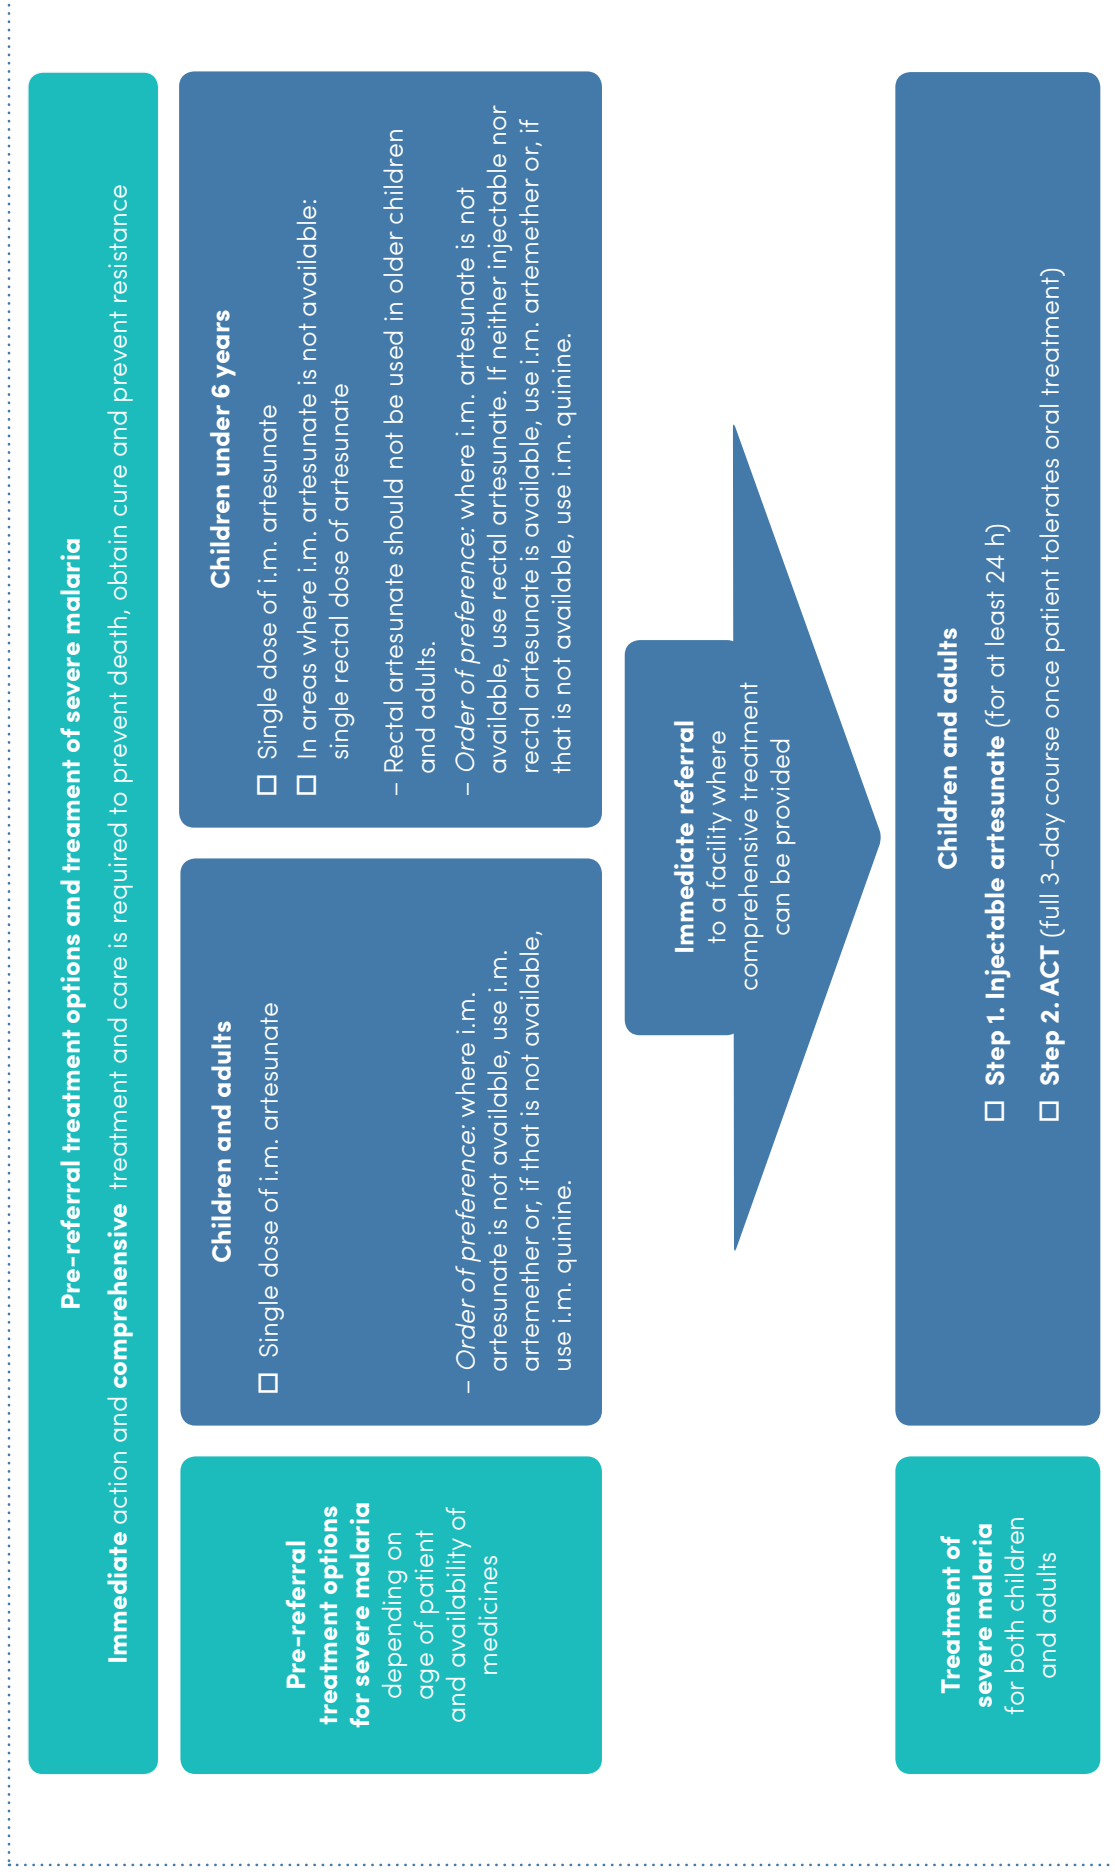 Pre-referral treatment options and treament of severe malaria
Immediate action and comprehensive treatment and care is required to prevent death, obtain cure and prevent resistance
Pre-referral
treatment options
for severe malaria
depending on
age of patient
and availability of
medicines
Children and adults
☐ Single dose of i.m. artesunate
– Order of preference: where i.m.
artesunate is not available, use i.m.
artemether or, if that is not available,
use i.m. quinine.
Children under 6 years
☐ Single dose of i.m. artesunate
☐ In areas where i.m. artesunate is not available:
single rectal dose of artesunate
– Rectal artesunate should not be used in older children
and adults.
– Order of preference: where i.m. artesunate is not
available, use rectal artesunate. If neither injectable nor
rectal artesunate is available, use i.m. artemether or, if
that is not available, use i.m. quinine.
Immediate referral
to a facility where
comprehensive treatment
can be provided
Treatment of
severe malaria
for both children
and adults
Children and adults
☐ Step 1. Injectable artesunate (for at least 24 h)
☐ Step 2. ACT (full 3-day course once patient tolerates oral treatment)